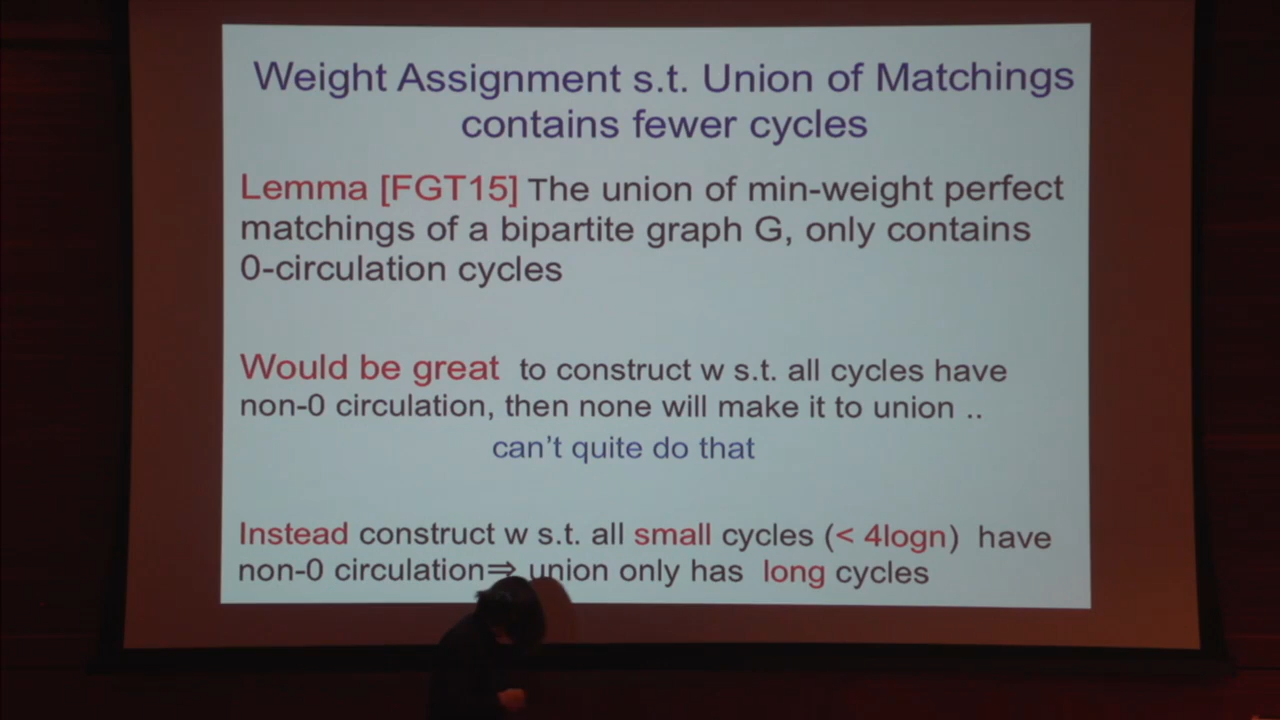 Weight Assignment s.t. Union of Matchings
contains fewer cycles
Lemma [FGT15] The union of min-weight perfect
matchings of a bipartite graph G, only contains
0-circulation cycles
Would be great to construct w s.t. all cycles have
non-0 circulation, then none will make it to union ..
can't quite do that
Instead construct w s.t. all small cycles (< 4logn) have
non-0 circulation⇒ union only has long cycles